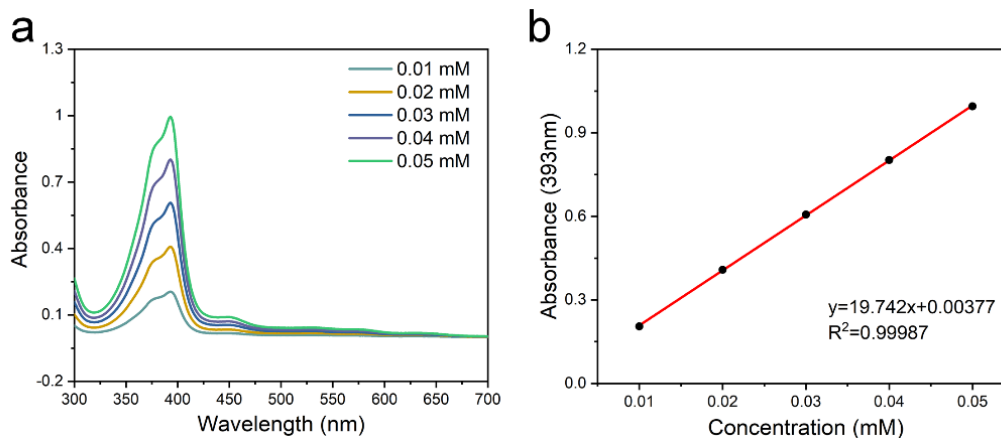 a
1.3
1
0.7
0.4
0.1
-0.2
Absorbance
300 350 400 450 500 550 600 650 700
Wavelength (nm)
0.01 mM
0.02 mM
0.03 mM
0.04 mM
0.05 mM
b
1.2
0.9
0.6
0.3
0.0
Absorbance (393nm)
0.01 0.02 0.03 0.04 0.05
Concentration (mM)
y=19.742x+0.00377
R²=0.99987